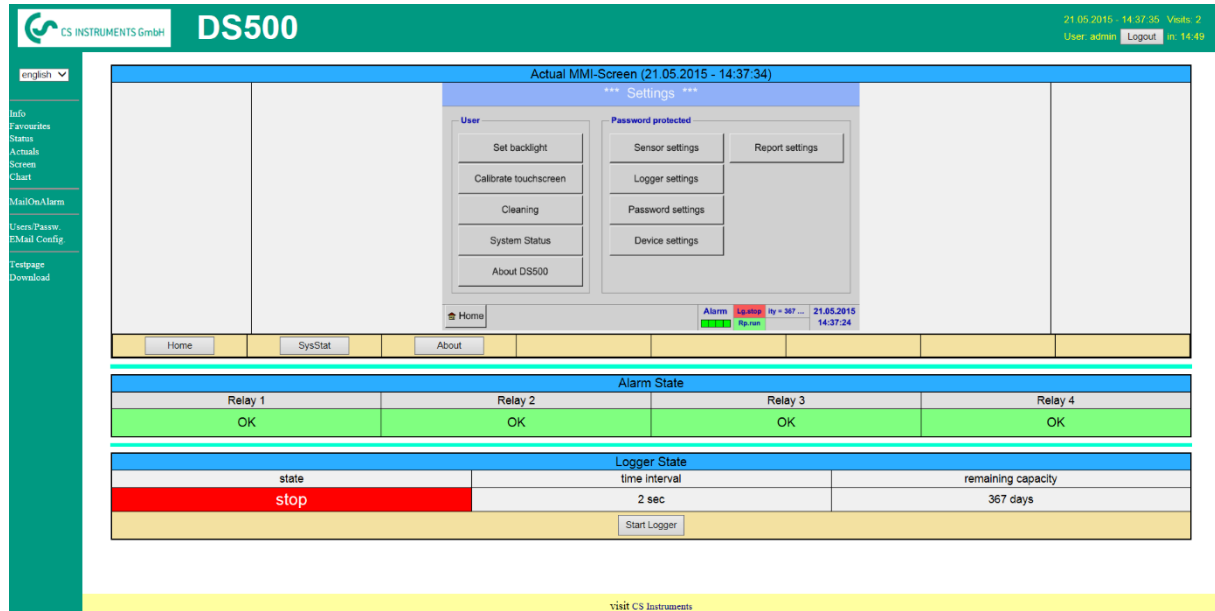 CS INSTRUMENTS GmbH
DS500
21.05.2015 - 14:37:35 Visits: 2
User: admin Logout in: 14:49
english
Info
Favourites
Status
Actuals
Screen
Chart
MailOnAlarm
Users/Passw.
EMail Config.
Testpage
Download
Actual MMI-Screen (21.05.2015 - 14:37:34)
*** Settings ***
User
Password protected
Set backlight
Sensor settings
Report settings
Calibrate touchscreen
Logger settings
Cleaning
Password settings
System Status
Device settings
About DS500
Home
Alarm Lg.stop ity = 367 ... 21.05.2015
Rp.run 14:37:24
Home SysStat About
Alarm State
Relay 1 Relay 2 Relay 3 Relay 4
OK OK OK OK
Logger State
state time interval remaining capacity
stop 2 sec 367 days
Start Logger
visit CS Instruments